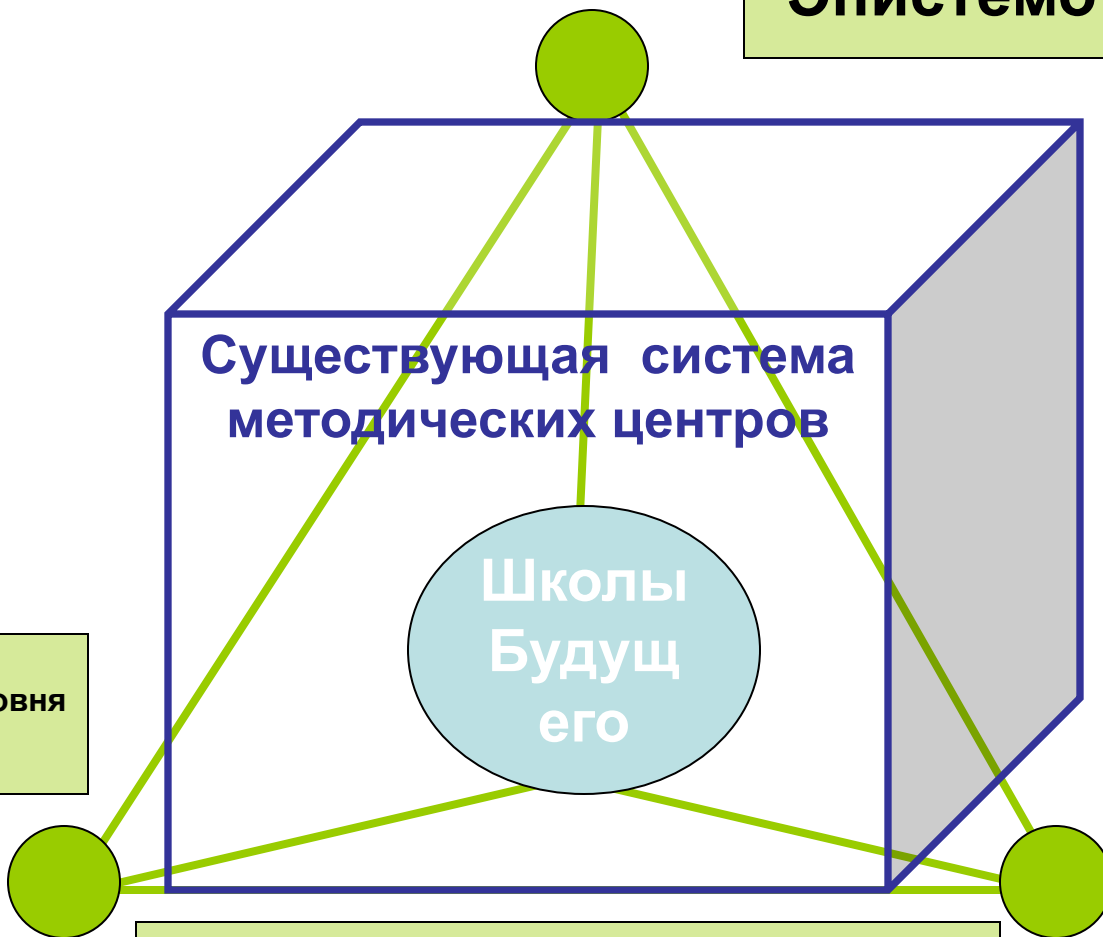 Существующая система
методических центров
Школы
Будущ
его